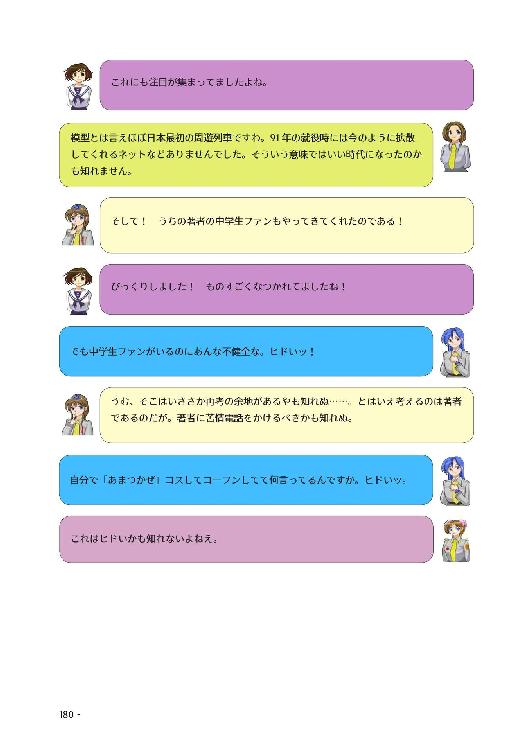 これにも注目が集まってましたよね。
模型とは言えほぼ日本最初の周遊列車ですわ。91年の就役時には今のように拡散
してくれるネットなどありませんでした。そういう意味ではいい時代になったのか
も知れません。
そして！　うちの著者の中学生ファンもやってきてくれたのである！
びっくりしました！　ものすごくなつかれてましたね！
でも中学生ファンがいるのにあんな不健全な。ヒドいッ！
うむ、そこはいささか再考の余地があるやも知れぬ……。とはいえ考えるのは著者
であるのだが。著者に苦情電話をかけるべきかも知れぬ。
自分で「あまつかぜ」コスしてコーフンしてて何言ってるんですか。ヒドいッ。
これはヒドいかも知れないよねえ。
180 -